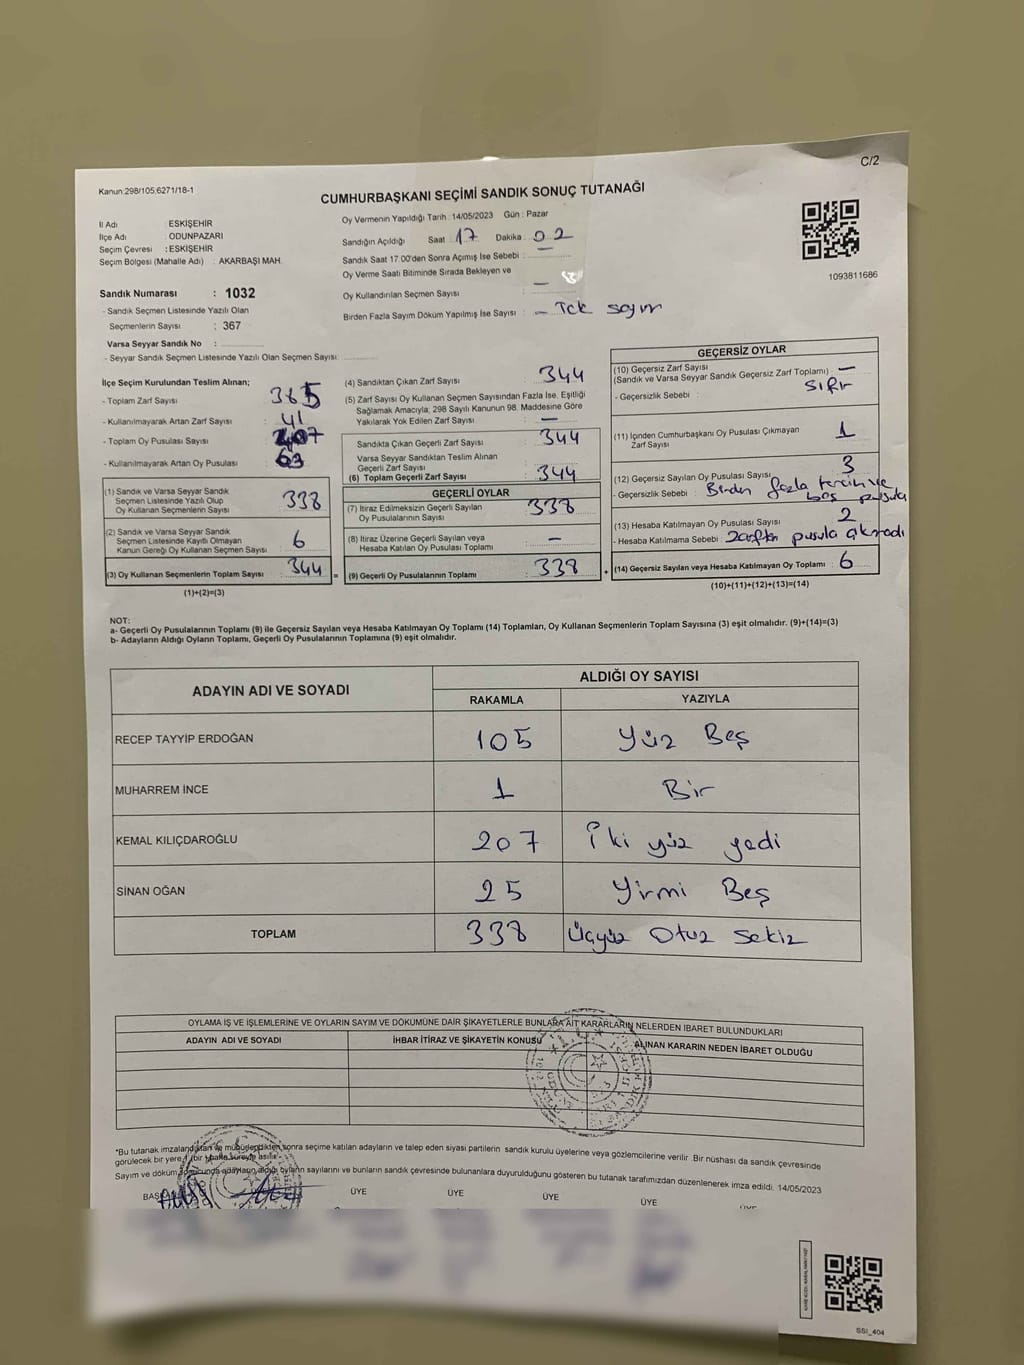 C/2
Kanun:298/105;6271/18-1
CUMHURBAŞKANI SEÇİMİ SANDIK SONUÇ TUTANAĞI
İl Adı : ESKİŞEHİR
İlçe Adı : ODUNPAZARI
Seçim Çevresi : ESKİŞEHİR
Seçim Bölgesi (Mahalle Adı) : AKARBAŞI MAH.
Sandık Numarası : 1032
- Sandık Seçmen Listesinde Yazılı Olan
Seçmenlerin Sayısı : 367
Varsa Seyyar Sandık No :
- Seyyar Sandık Seçmen Listesinde Yazılı Olan Seçmen Sayısı:
Oy Vermenin Yapıldığı Tarih : 14/05/2023 Gün : Pazar
Sandığın Açıldığı Saat : 17 Dakika : 02
Sandık Saat 17.00'den Sonra Açımış İse Sebebi : —
Oy Verme Saati Bitiminde Sırada Bekleyen ve
Oy Kullandırılan Seçmen Sayısı : —
Birden Fazla Sayım Döküm Yapılmış İse Sayısı : — Tek sayım
1093811686
İlçe Seçim Kurulundan Teslim Alınan;
- Toplam Zarf Sayısı : 385
- Kullanılmayarak Artan Zarf Sayısı : 41
- Toplam Oy Pusulası Sayısı : 407
- Kullanılmayarak Artan Oy Pusulası : 63
(1) Sandık ve Varsa Seyyar Sandık
Seçmen Listesinde Yazılı Olup
Oy Kullanan Seçmenlerin Sayısı 338
(2) Sandık ve Varsa Seyyar Sandık
Seçmen Listesinde Kayıtlı Olmayan
Kanun Gereği Oy Kullanan Seçmen Sayısı 6
(3) Oy Kullanan Seçmenlerin Toplam Sayısı 344 =
(1)+(2)=(3)
(4) Sandıktan Çıkan Zarf Sayısı : 344
(5) Zarf Sayısı Oy Kullanan Seçmen Sayısından Fazla İse, Eşitliği
Sağlamak Amacıyla; 298 Sayılı Kanunun 98. Maddesine Göre
Yakılarak Yok Edilen Zarf Sayısı : —
Sandıkta Çıkan Geçerli Zarf Sayısı : 344
Varsa Seyyar Sandıktan Teslim Alınan
Geçerli Zarf Sayısı :
(6) Toplam Geçerli Zarf Sayısı : 344
GEÇERLİ OYLAR
(7) İtiraz Edilmeksizin Geçerli Sayılan
Oy Pusulalarının Sayısı : 338
(8) İtiraz Üzerine Geçerli Sayılan veya
Hesaba Katılan Oy Pusulası Toplamı : —
(9) Geçerli Oy Pusulalarının Toplamı : 338 +
GEÇERSİZ OYLAR
(10) Geçersiz Zarf Sayısı
(Sandık ve Varsa Seyyar Sandık Geçersiz Zarf Toplamı) : —
- Geçersizlik Sebebi : sıfır
(11) İçinden Cumhurbaşkanı Oy Pusulası Çıkmayan
Zarf Sayısı : 1
(12) Geçersiz Sayılan Oy Pusulası Sayısı : 3
- Geçersizlik Sebebi : Birden fazla tercih ve
boş pusula
(13) Hesaba Katılmayan Oy Pusulası Sayısı : 2
- Hesaba Katılmama Sebebi : Zarftan pusula çıkmadı
(14) Geçersiz Sayılan veya Hesaba Katılmayan Oy Toplamı : 6
(10)+(11)+(12)+(13)=(14)
NOT:
a- Geçerli Oy Pusulalarının Toplamı (9) ile Geçersiz Sayılan veya Hesaba Katılmayan Oy Toplamı (14) Toplamları, Oy Kullanan Seçmenlerin Toplam Sayısına (3) eşit olmalıdır. (9)+(14)=(3)
b- Adayların Aldığı Oyların Toplamı, Geçerli Oy Pusulalarının Toplamına (9) eşit olmalıdır.
ADAYIN ADI VE SOYADI ALDIĞI OY SAYISI
RAKAMLA YAZIYLA
RECEP TAYYİP ERDOĞAN 105 Yüz Beş
MUHARREM İNCE 1 Bir
KEMAL KILIÇDAROĞLU 207 İki yüz yedi
SİNAN OĞAN 25 Yirmi Beş
TOPLAM 338 Üçyüz Otuz Sekiz
OYLAMA İŞ VE İŞLEMLERİNE VE OYLARIN SAYIM VE DÖKÜMÜNE DAİR ŞİKAYETLERLE BUNLARA AİT KARARLARIN NELERDEN İBARET BULUNDUKLARI
ADAYIN ADI VE SOYADI İHBAR İTİRAZ VE ŞİKAYETİN KONUSU ALINAN KARARIN NEDEN İBARET OLDUĞU
*Bu tutanak imzalandıktan ve mühürlendikten sonra seçime katılan adayların ve talep eden siyasi partilerin sandık kurulu üyelerine veya gözlemcilerine verilir. Bir nüshası da sandık çevresinde
görülecek bir yere, bir hafta süreyle asılır.
Sayım ve döküm sonucunda adayların aldığı oyların sayılarını ve bunların sandık çevresinde bulunanlara duyurulduğunu gösteren bu tutanak tarafımızdan düzenlenerek imza edildi. 14/05/2023
ÜYE ÜYE ÜYE ÜYE
SSI_404